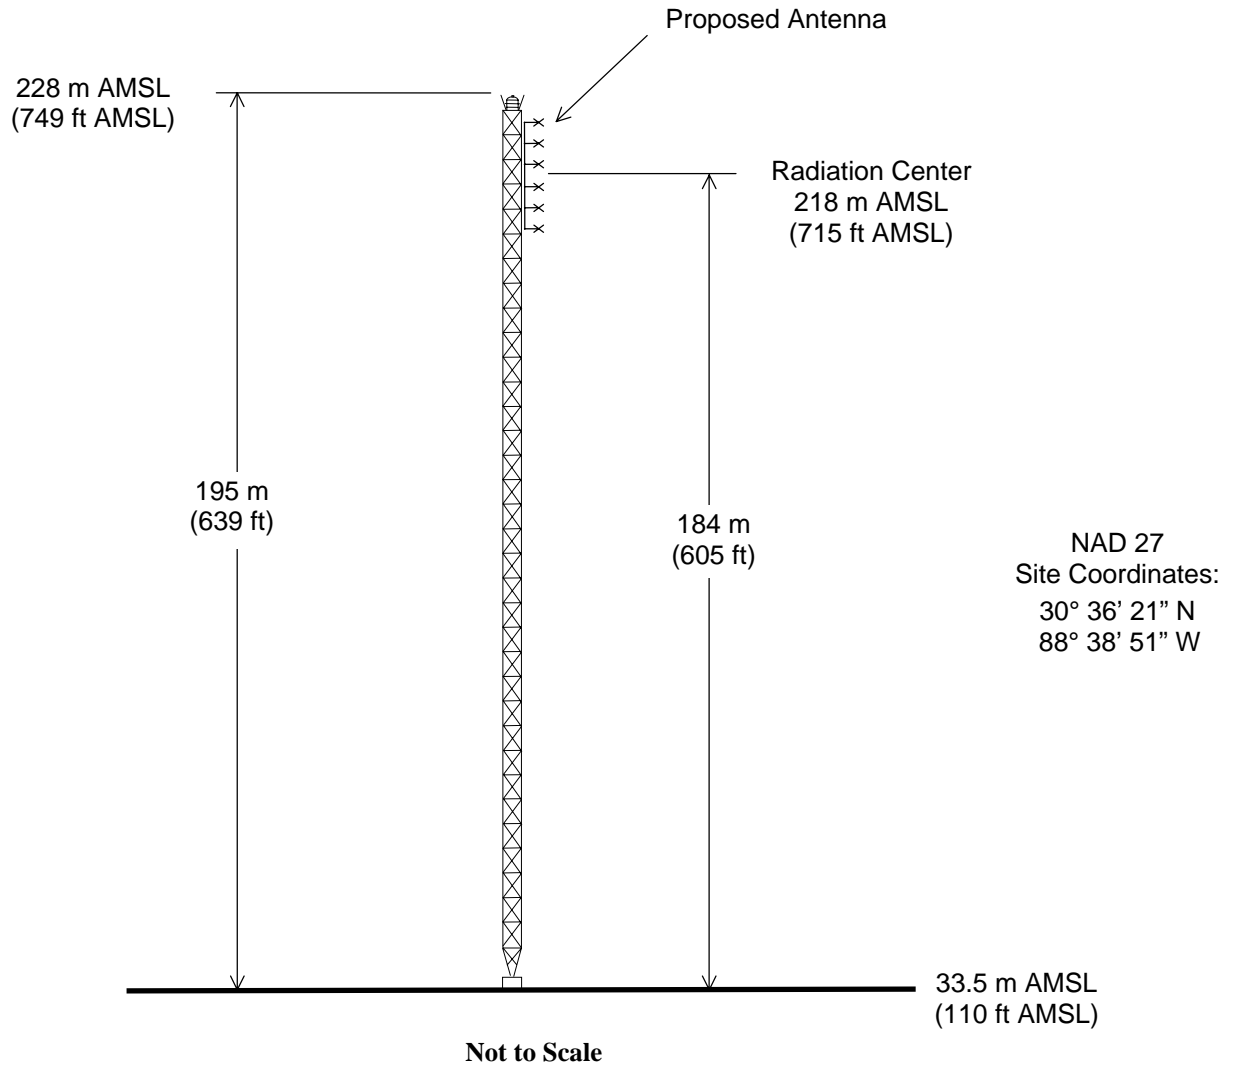 Proposed Antenna
228 m AMSL
(749 ft AMSL)
Radiation Center
218 m AMSL
(715 ft AMSL)
195 m
(639 ft)
184 m
(605 ft)
NAD 27
Site Coordinates:
30° 36’ 21” N
88° 38’ 51” W
33.5 m AMSL
(110 ft AMSL)
Not to Scale